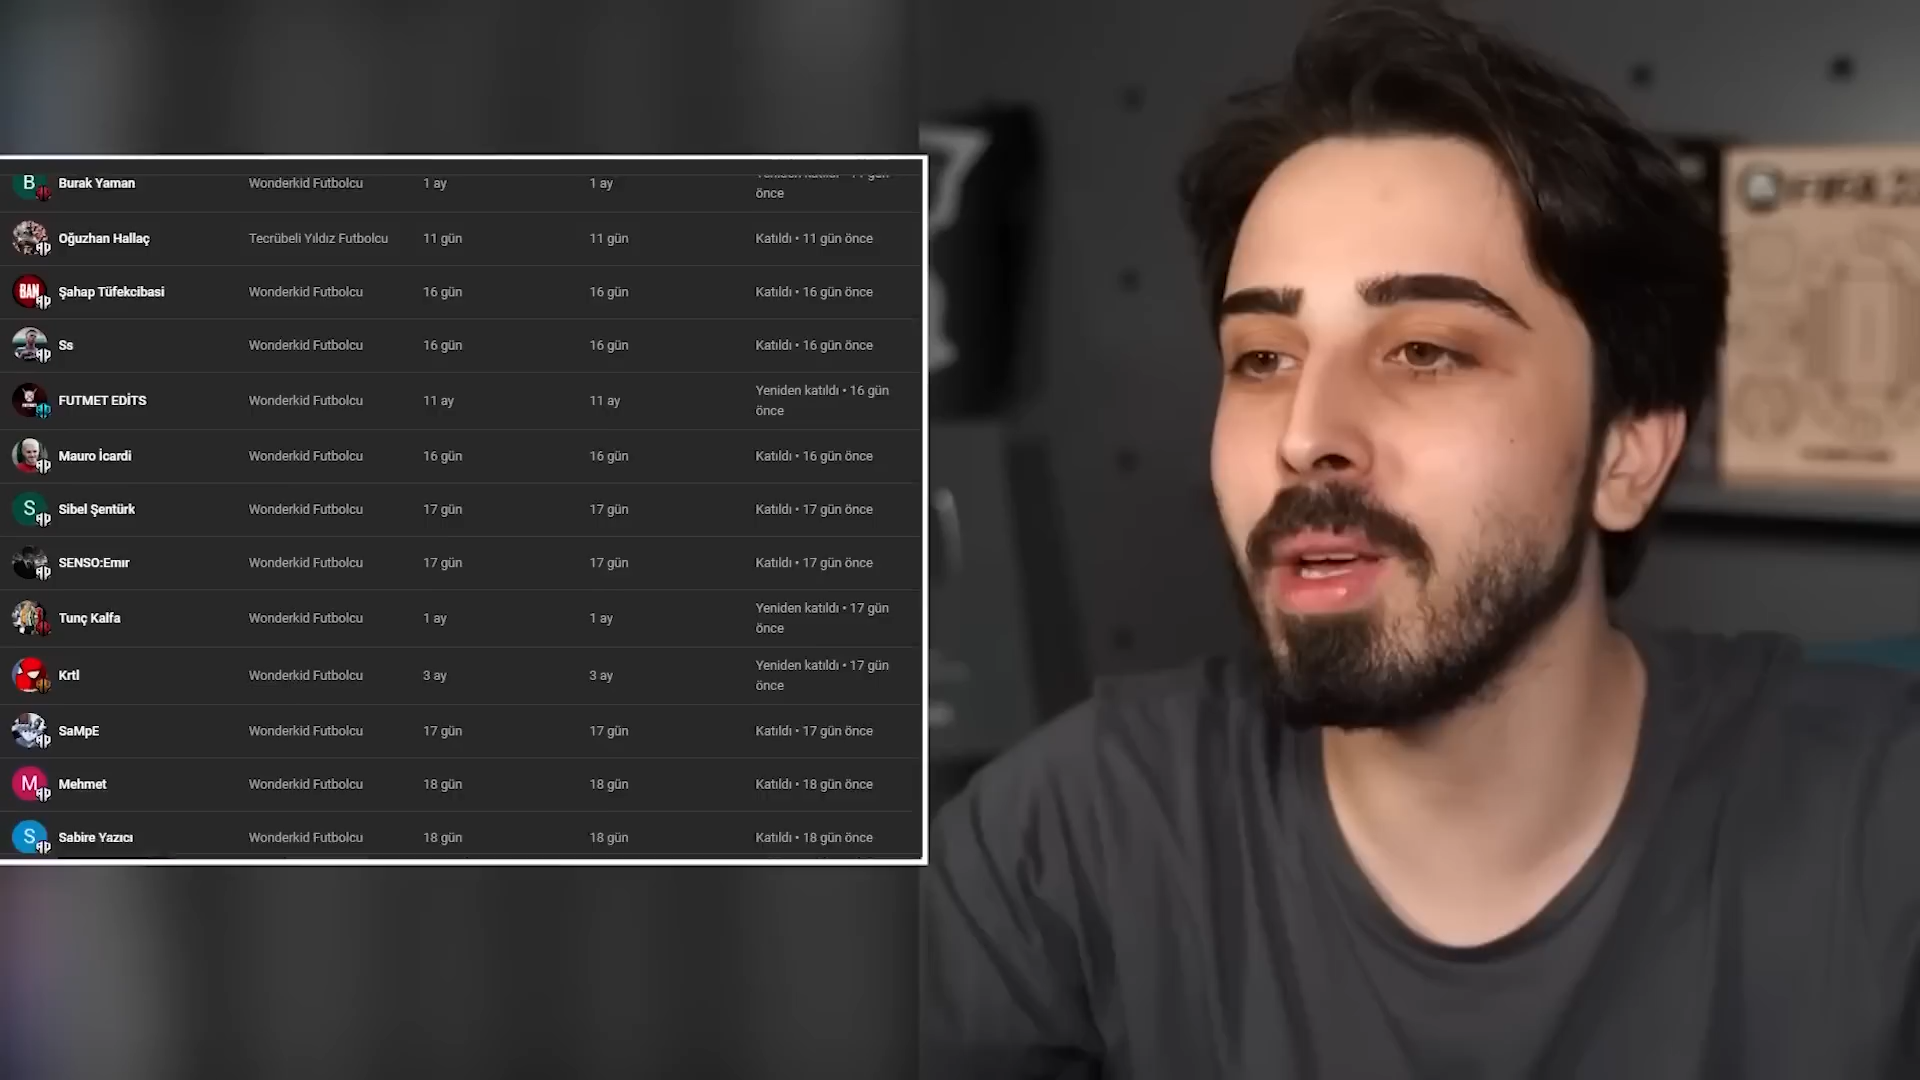 B Burak Yaman Wonderkid Futbolcu 1 ay 1 ay
önce
Oğuzhan Hallaç Tecrübeli Yıldız Futbolcu 11 gün 11 gün Katıldı • 11 gün önce
BAN Şahap Tüfekcibasi Wonderkid Futbolcu 16 gün 16 gün Katıldı • 16 gün önce
Ss Wonderkid Futbolcu 16 gün 16 gün Katıldı • 16 gün önce
FUTMET EDİTS Wonderkid Futbolcu 11 ay 11 ay Yeniden katıldı • 16 gün
önce
Mauro İcardi Wonderkid Futbolcu 16 gün 16 gün Katıldı • 16 gün önce
S Sibel Şentürk Wonderkid Futbolcu 17 gün 17 gün Katıldı • 17 gün önce
SENSO:Emır Wonderkid Futbolcu 17 gün 17 gün Katıldı • 17 gün önce
Tunç Kalfa Wonderkid Futbolcu 1 ay 1 ay Yeniden katıldı • 17 gün
önce
Krtl Wonderkid Futbolcu 3 ay 3 ay Yeniden katıldı • 17 gün
önce
SaMpE Wonderkid Futbolcu 17 gün 17 gün Katıldı • 17 gün önce
M Mehmet Wonderkid Futbolcu 18 gün 18 gün Katıldı • 18 gün önce
S Sabire Yazıcı Wonderkid Futbolcu 18 gün 18 gün Katıldı • 18 gün önce